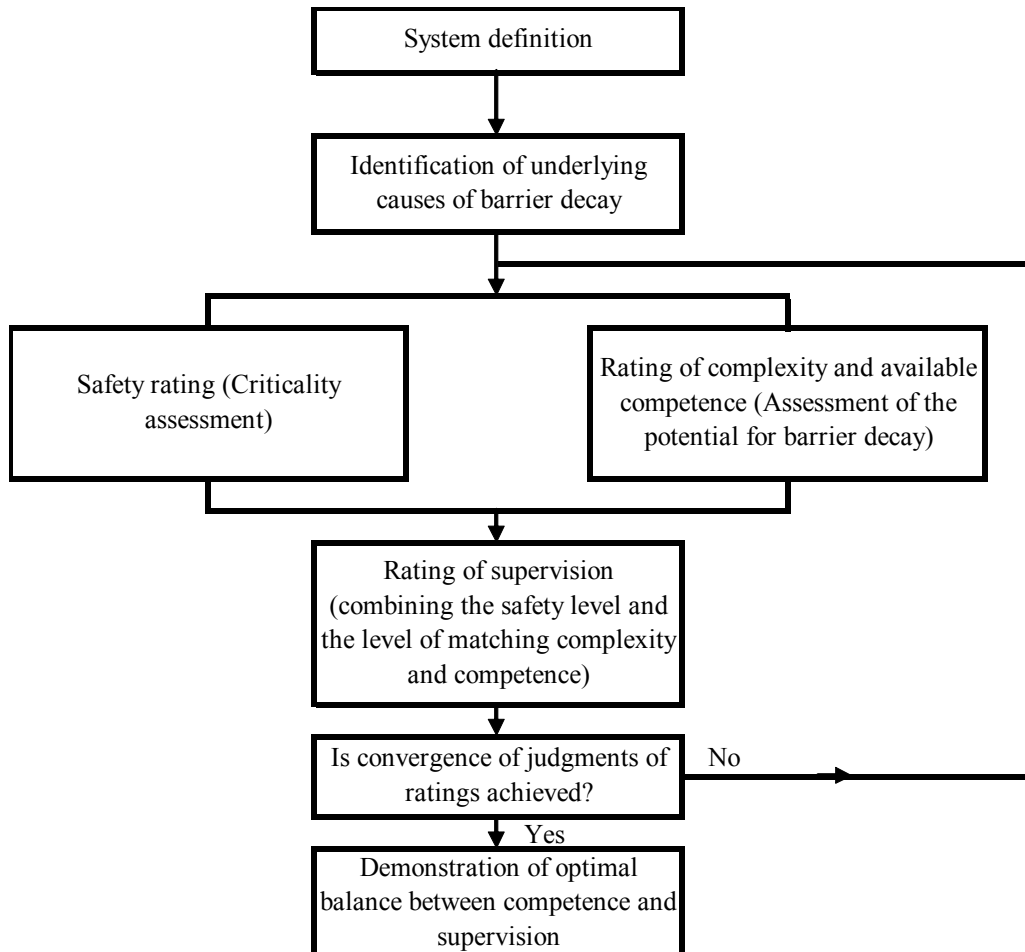 System definition
Identification of underlying
causes of barrier decay
Safety rating (Criticality
assessment)
Rating of complexity and available
competence (Assessment of the
potential for barrier decay)
Rating of supervision
(combining the safety level and
the level of matching complexity
and competence)
Is convergence of judgments of
ratings achieved?
No
Yes
Demonstration of optimal
balance between competence and
supervision